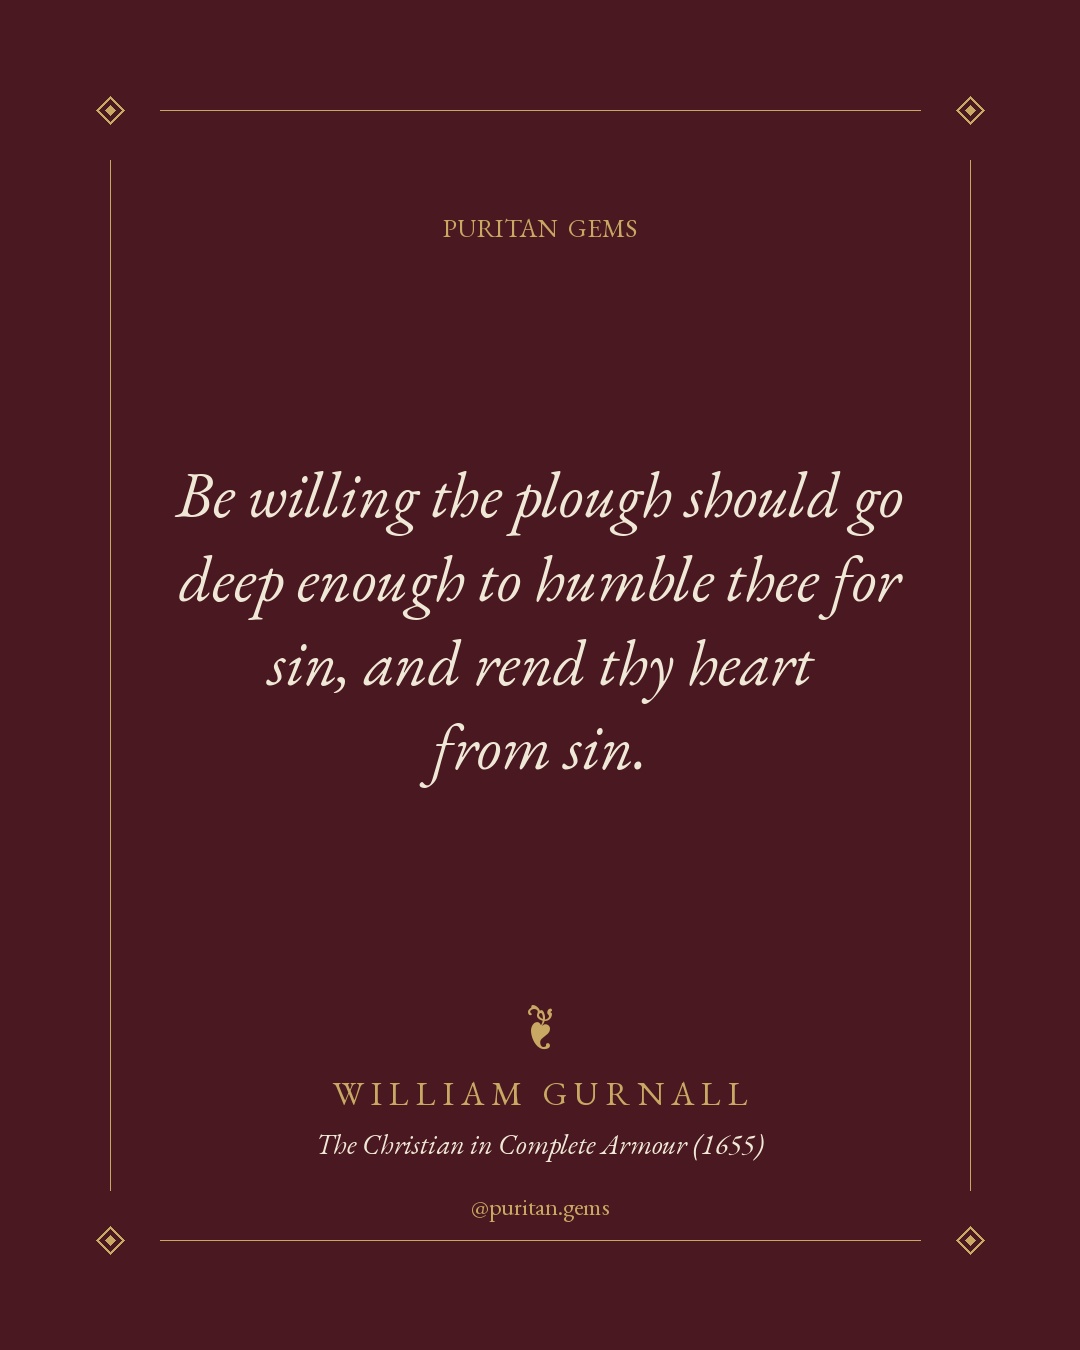 PURITAN GEMS
Be willing the plough should go
deep enough to humble thee for
sin, and rend thy heart
from sin.
WILLIAM GURNALL
The Christian in Complete Armour (1655)
@puritan.gems